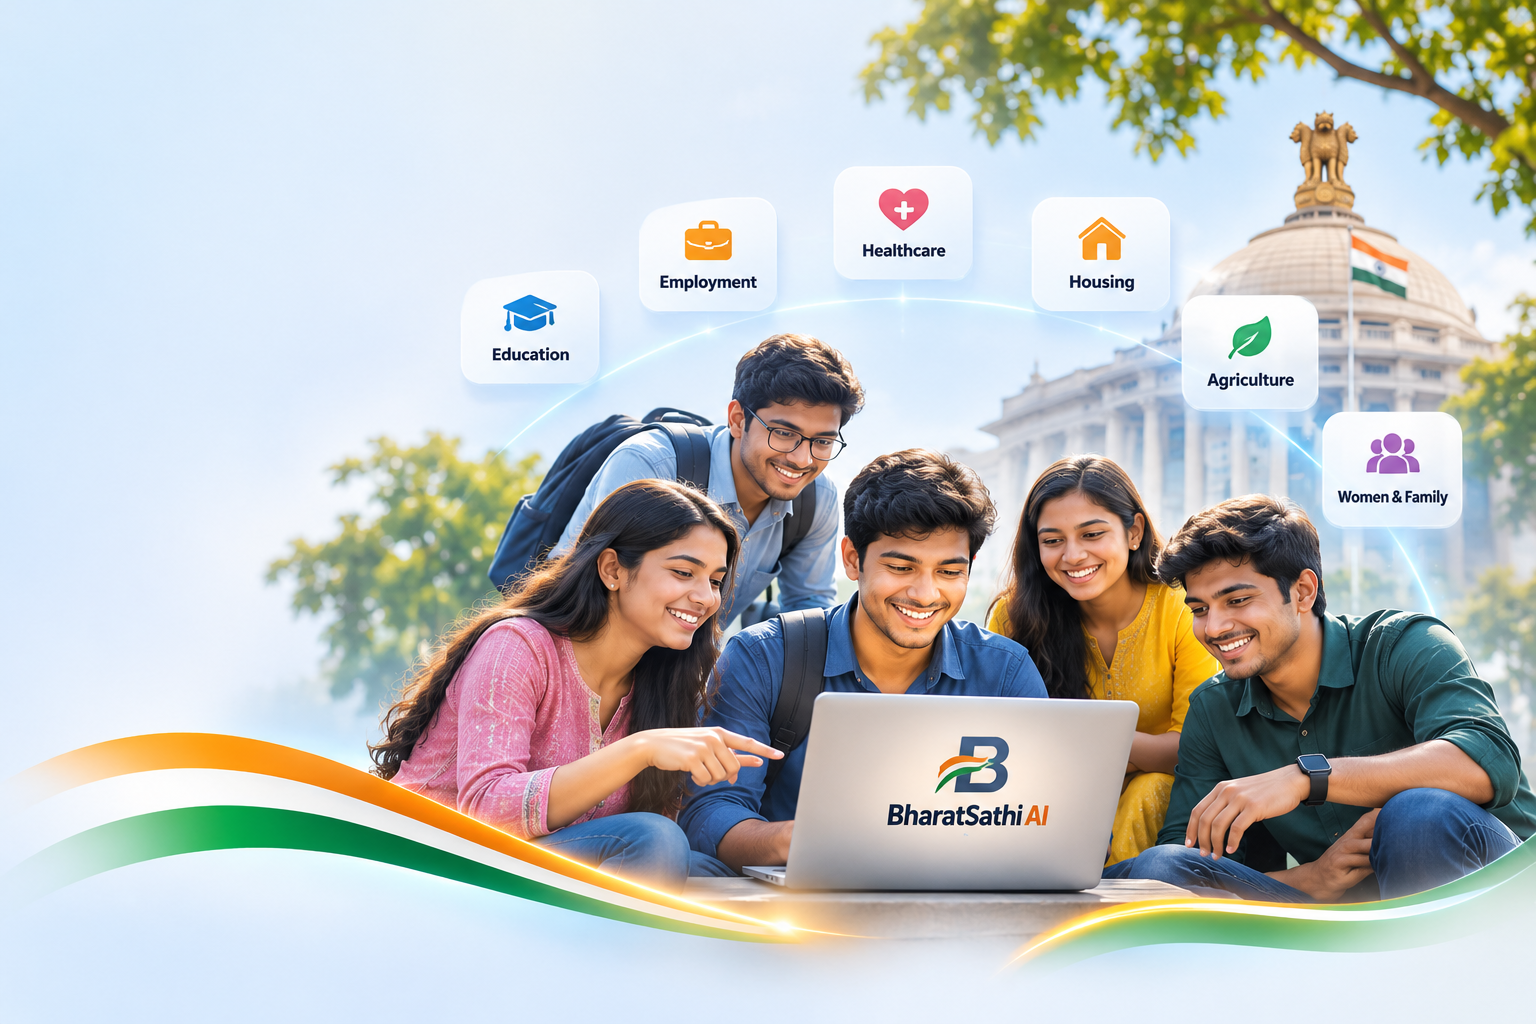 Healthcare
Employment
Housing
Education
Agriculture
Women & Family
B
BharatSathi AI